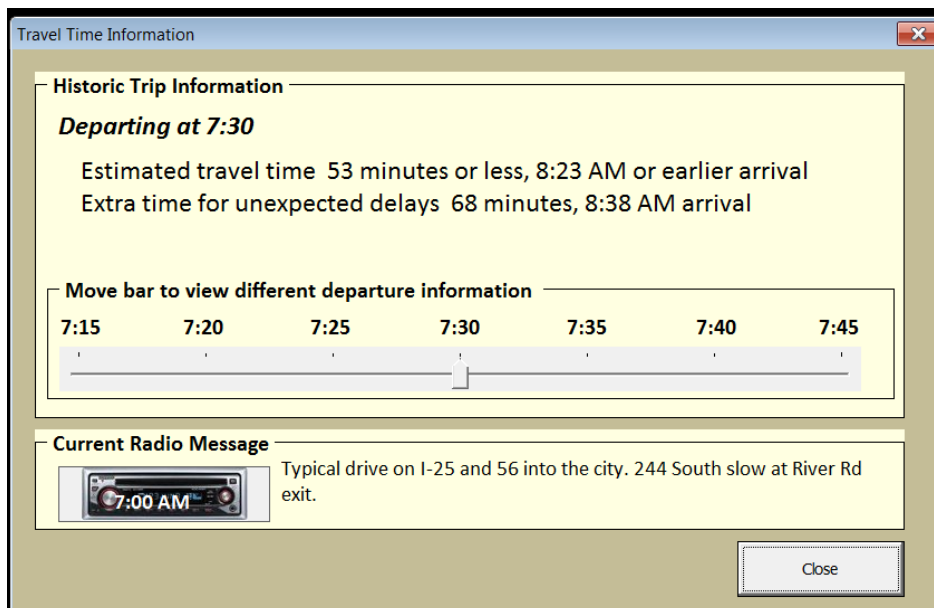 Travel Time Information
Historic Trip Information
Departing at 7:30
Estimated travel time 53 minutes or less, 8:23 AM or earlier arrival
Extra time for unexpected delays 68 minutes, 8:38 AM arrival
Move bar to view different departure information
7:15 7:20 7:25 7:30 7:35 7:40 7:45
Current Radio Message
Typical drive on I-25 and 56 into the city. 244 South slow at River Rd
exit.
7:00 AM
Close